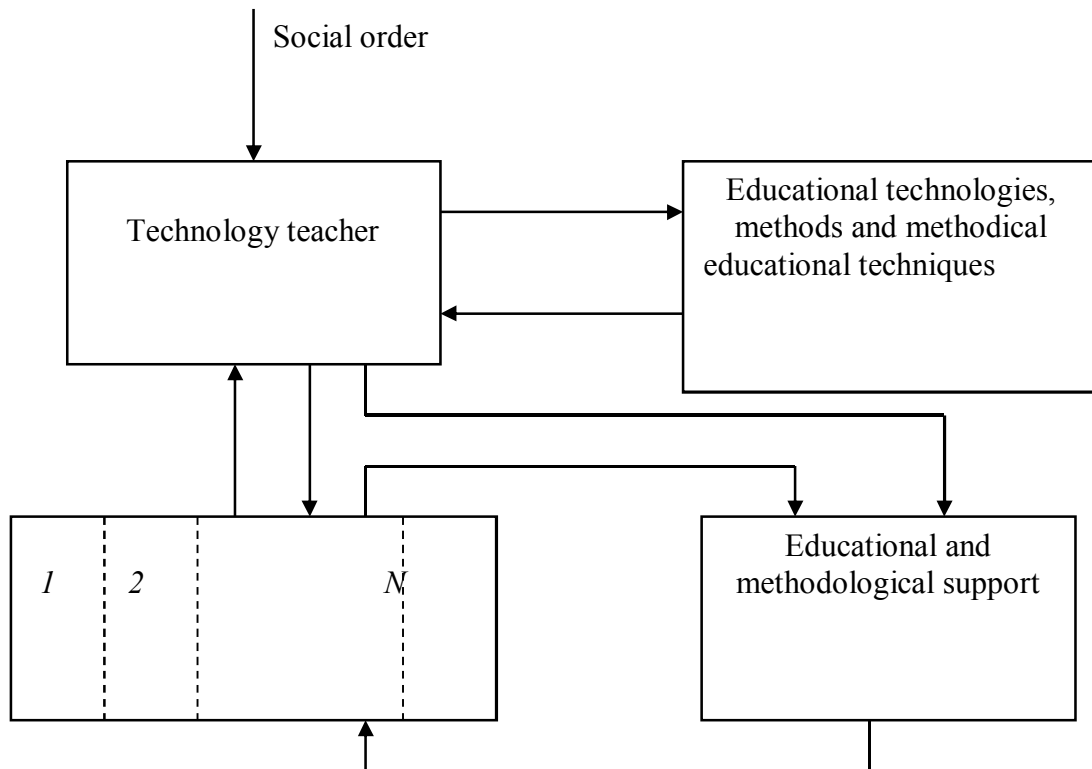 Social order
Technology teacher
Educational technologies,
methods and methodical
educational techniques
1 2 N
Educational and
methodological support